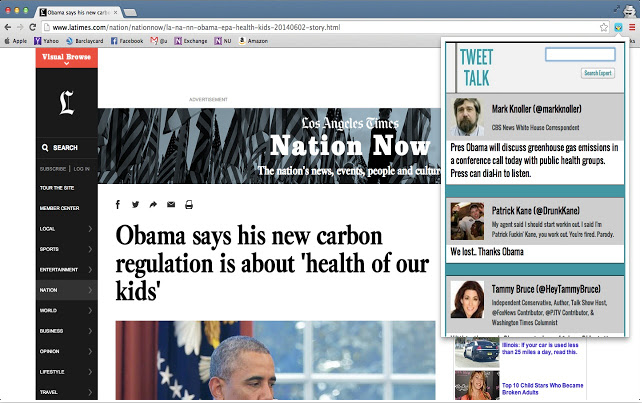 Obama says his new carb
www.latimes.com/nation/nationnow/la-na-nn-obama-epa-health-kids-20140602-story.html
Apps Yahoo Barclaycard Facebook @u Exchange NU Amazon
Visual Browse
L
SEARCH
SUBSCRIBE | LOG IN
TOUR THE SITE
MEMBER CENTER
LOCAL
SPORTS
ENTERTAINMENT
NATION
WORLD
BUSINESS
OPINION
LIFESTYLE
TRAVEL
ADVERTISEMENT
Los Angeles Times
Nation Now
The nation's news, events, people and culture
Obama says his new carbon
regulation is about 'health of our
kids'
TWEET
TALK
Search Expert
Mark Knoller (@markknoller)
CBS News White House Correspondent
Pres Obama will discuss greenhouse gas emissions in
a conference call today with public health groups.
Press can dial-in to listen.
Patrick Kane (@DrunkKane)
My agent said I should start workin out. I said I'm
Patrick Fuckin' Kane, you work out. You're fired. Parody.
We lost.. Thanks Obama
Tammy Bruce (@HeyTammyBruce)
Independent Conservative, Author, Talk Show Host,
@FoxNews Contributor, @PJTV Contributor, &
Washington Times Columnist
Illinois: If your car is used less
than 25 miles a day, read this.
Top 10 Child Stars Who Became
Broken Adults